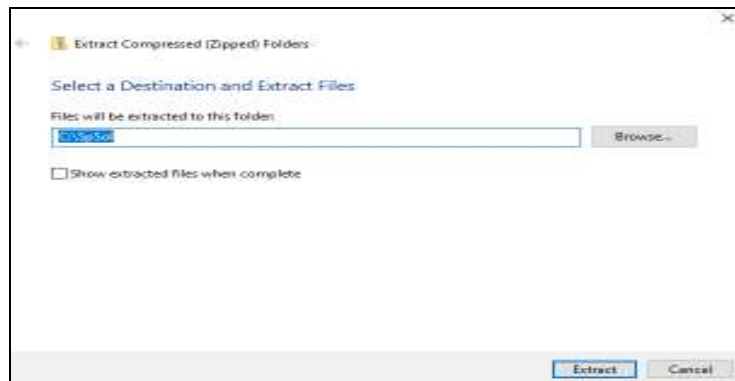 Extract Compressed (Zipped) Folders
Select a Destination and Extract Files
Files will be extracted to this folder:
C:\SpSol
Browse...
Show extracted files when complete
Extract
Cancel